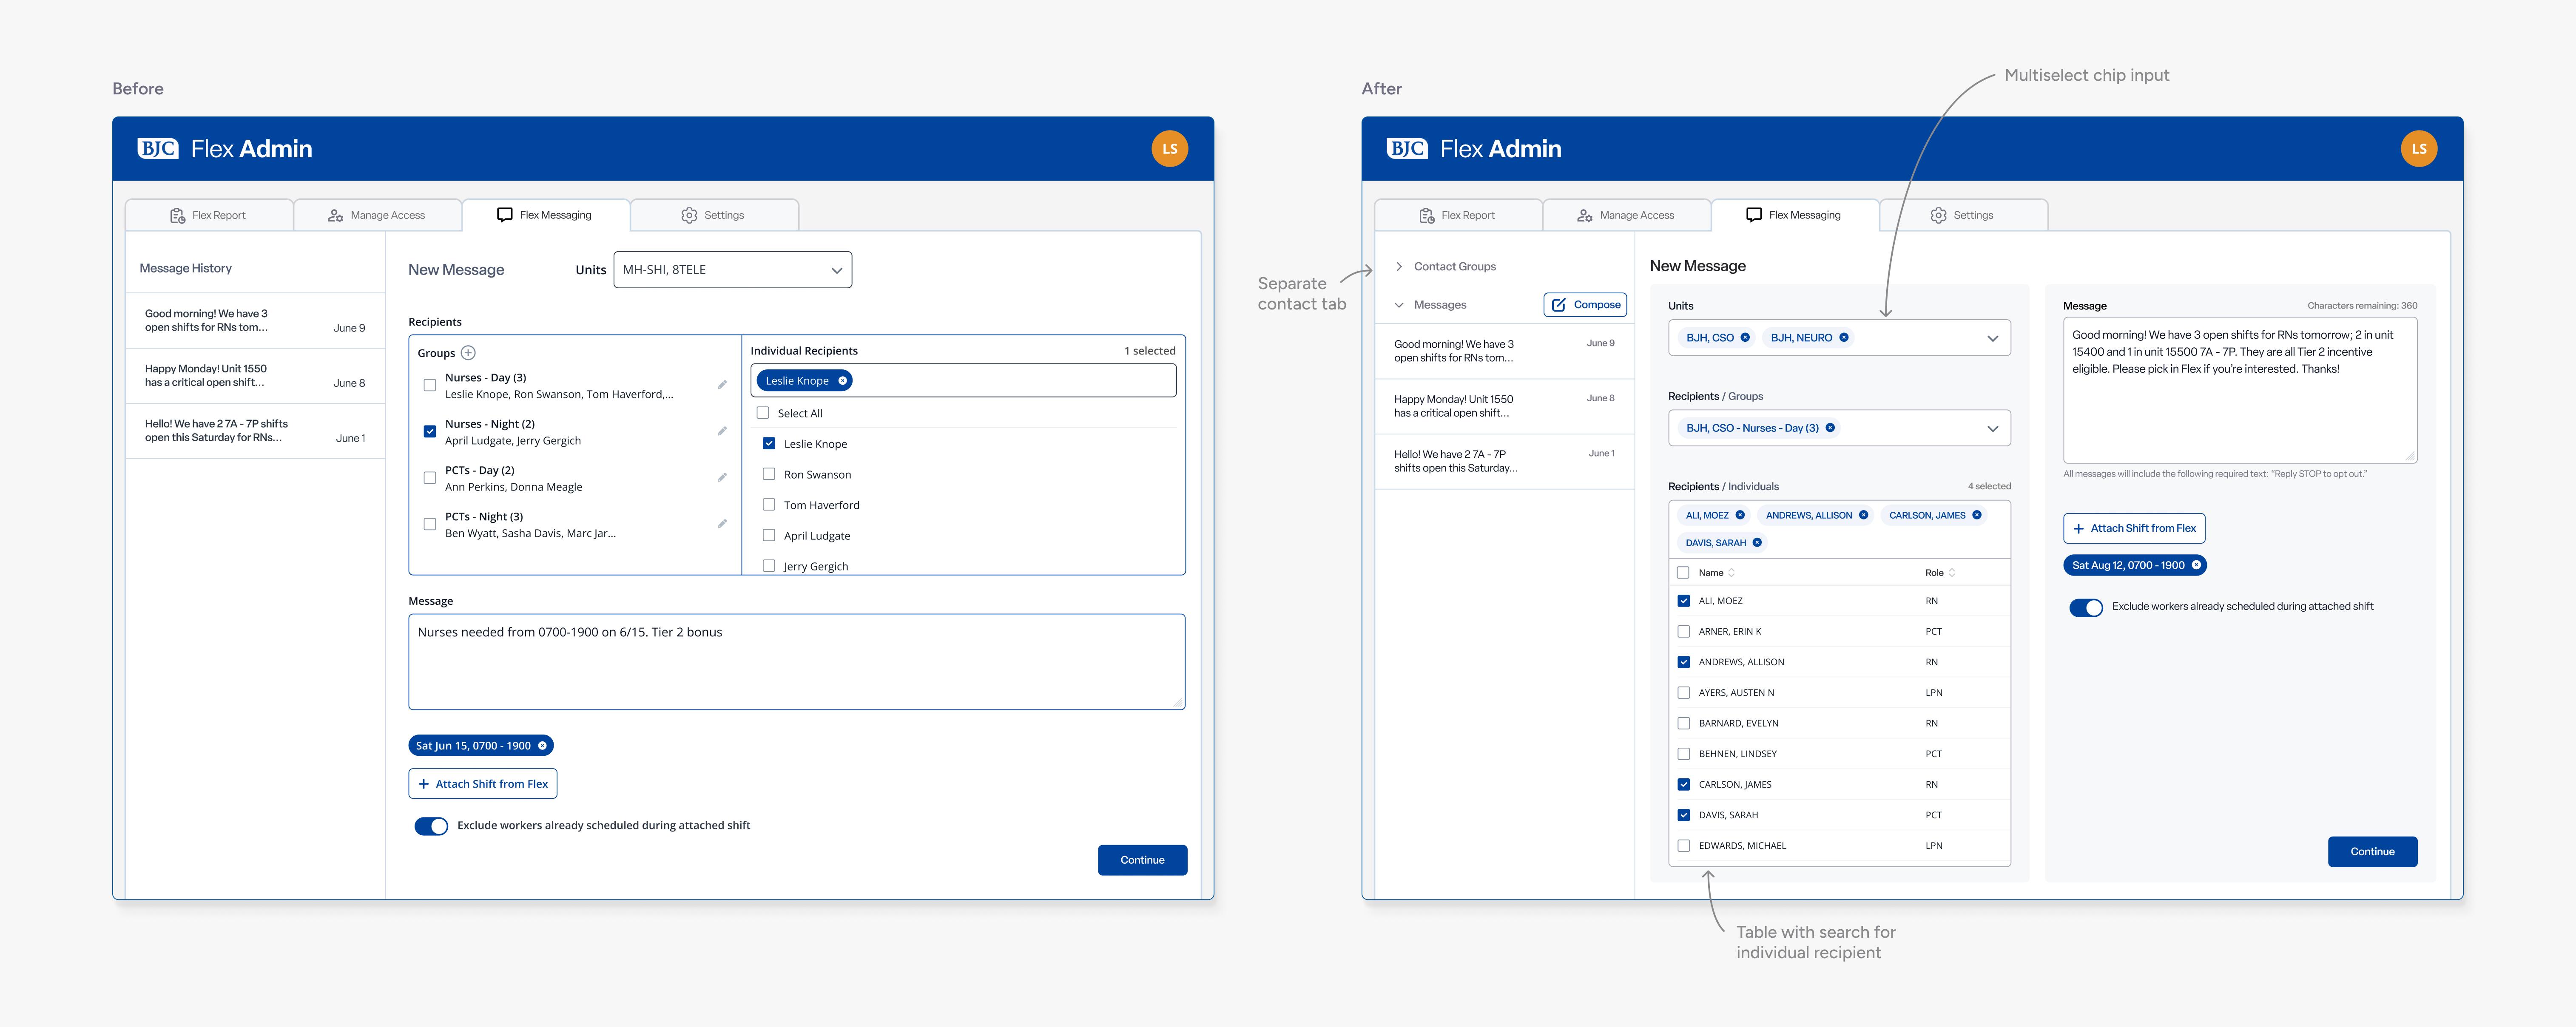 Before
BJC Flex Admin
LS
Flex Report
Manage Access
Flex Messaging
Settings
Message History
Good morning! We have 3
open shifts for RNs tom...
June 9
Happy Monday! Unit 1550
has a critical open shift...
June 8
Hello! We have 2 7A - 7P shifts
open this Saturday for RNs...
June 1
New Message
Units
MH-SHI, 8TELE
Recipients
Groups
Nurses - Day (3)
Leslie Knope, Ron Swanson, Tom Haverford,...
Nurses - Night (2)
April Ludgate, Jerry Gergich
PCTs - Day (2)
Ann Perkins, Donna Meagle
PCTs - Night (3)
Ben Wyatt, Sasha Davis, Marc Jar...
Individual Recipients
1 selected
Leslie Knope
Select All
Leslie Knope
Ron Swanson
Tom Haverford
April Ludgate
Jerry Gergich
Message
Nurses needed from 0700-1900 on 6/15. Tier 2 bonus
Sat Jun 15, 0700 - 1900
+ Attach Shift from Flex
Exclude workers already scheduled during attached shift
Continue
After
Multiselect chip input
BJC Flex Admin
LS
Flex Report
Manage Access
Flex Messaging
Settings
Separate
contact tab
Contact Groups
Messages
Compose
Good morning! We have 3
open shifts for RNs tom...
June 9
Happy Monday! Unit 1550
has a critical open shift...
June 8
Hello! We have 2 7A - 7P
shifts open this Saturday...
June 1
New Message
Units
BJH, CSO
BJH, NEURO
Recipients / Groups
BJH, CSO - Nurses - Day (3)
Recipients / Individuals
4 selected
ALI, MOEZ
ANDREWS, ALLISON
CARLSON, JAMES
DAVIS, SARAH
Name
Role
ALI, MOEZ
RN
ARNER, ERIN K
PCT
ANDREWS, ALLISON
RN
AYERS, AUSTEN N
LPN
BARNARD, EVELYN
RN
BEHNEN, LINDSEY
PCT
CARLSON, JAMES
RN
DAVIS, SARAH
PCT
EDWARDS, MICHAEL
LPN
Message
Characters remaining: 360
Good morning! We have 3 open shifts for RNs tomorrow; 2 in unit
15400 and 1 in unit 15500 7A - 7P. They are all Tier 2 incentive
eligible. Please pick in Flex if you're interested. Thanks!
All messages will include the following required text: "Reply STOP to opt out."
+ Attach Shift from Flex
Sat Aug 12, 0700 - 1900
Exclude workers already scheduled during attached shift
Continue
Table with search for
individual recipient